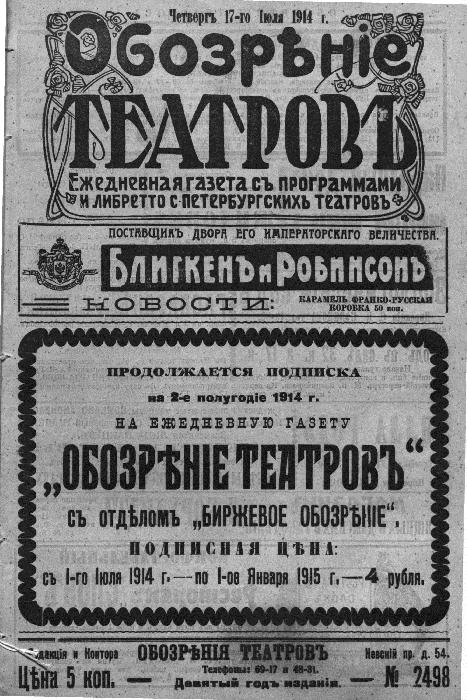 Четвергъ 17-го Іюля 1914 г.
Обозрѣніе
ТЕАТРОВЪ
Ежедневная газета съ программами
и либретто с.-петербургскихъ театровъ
ПОСТАВЩИКЪ ДВОРА ЕГО ИМПЕРАТОРСКАГО ВЕЛИЧЕСТВА.
Блигкенъ и Робинсонъ
НОВОСТИ:
КАРАМЕЛЬ ФРАНКО-РУССКАЯ
КОРОБКА 50 коп.
ПРОДОЛЖАЕТСЯ ПОДПИСКА
на 2-е полугодіе 1914 г.
НА ЕЖЕДНЕВНУЮ ГАЗЕТУ
„ОБОЗРѢНІЕ ТЕАТРОВЪ“
съ отдѣломъ „БИРЖЕВОЕ ОБОЗРѢНІЕ“.
ПОДПИСНАЯ ЦѢНА:
съ 1-го Іюля 1914 г. — по 1-ое Января 1915 г. — 4 рубля.
Редакція и Контора ОБОЗРѢНІЯ ТЕАТРОВЪ Невскій пр. д. 54.
Телефоны: 69-17 и 48-31.
Цѣна 5 коп. — Девятый годъ изданія. — № 2498